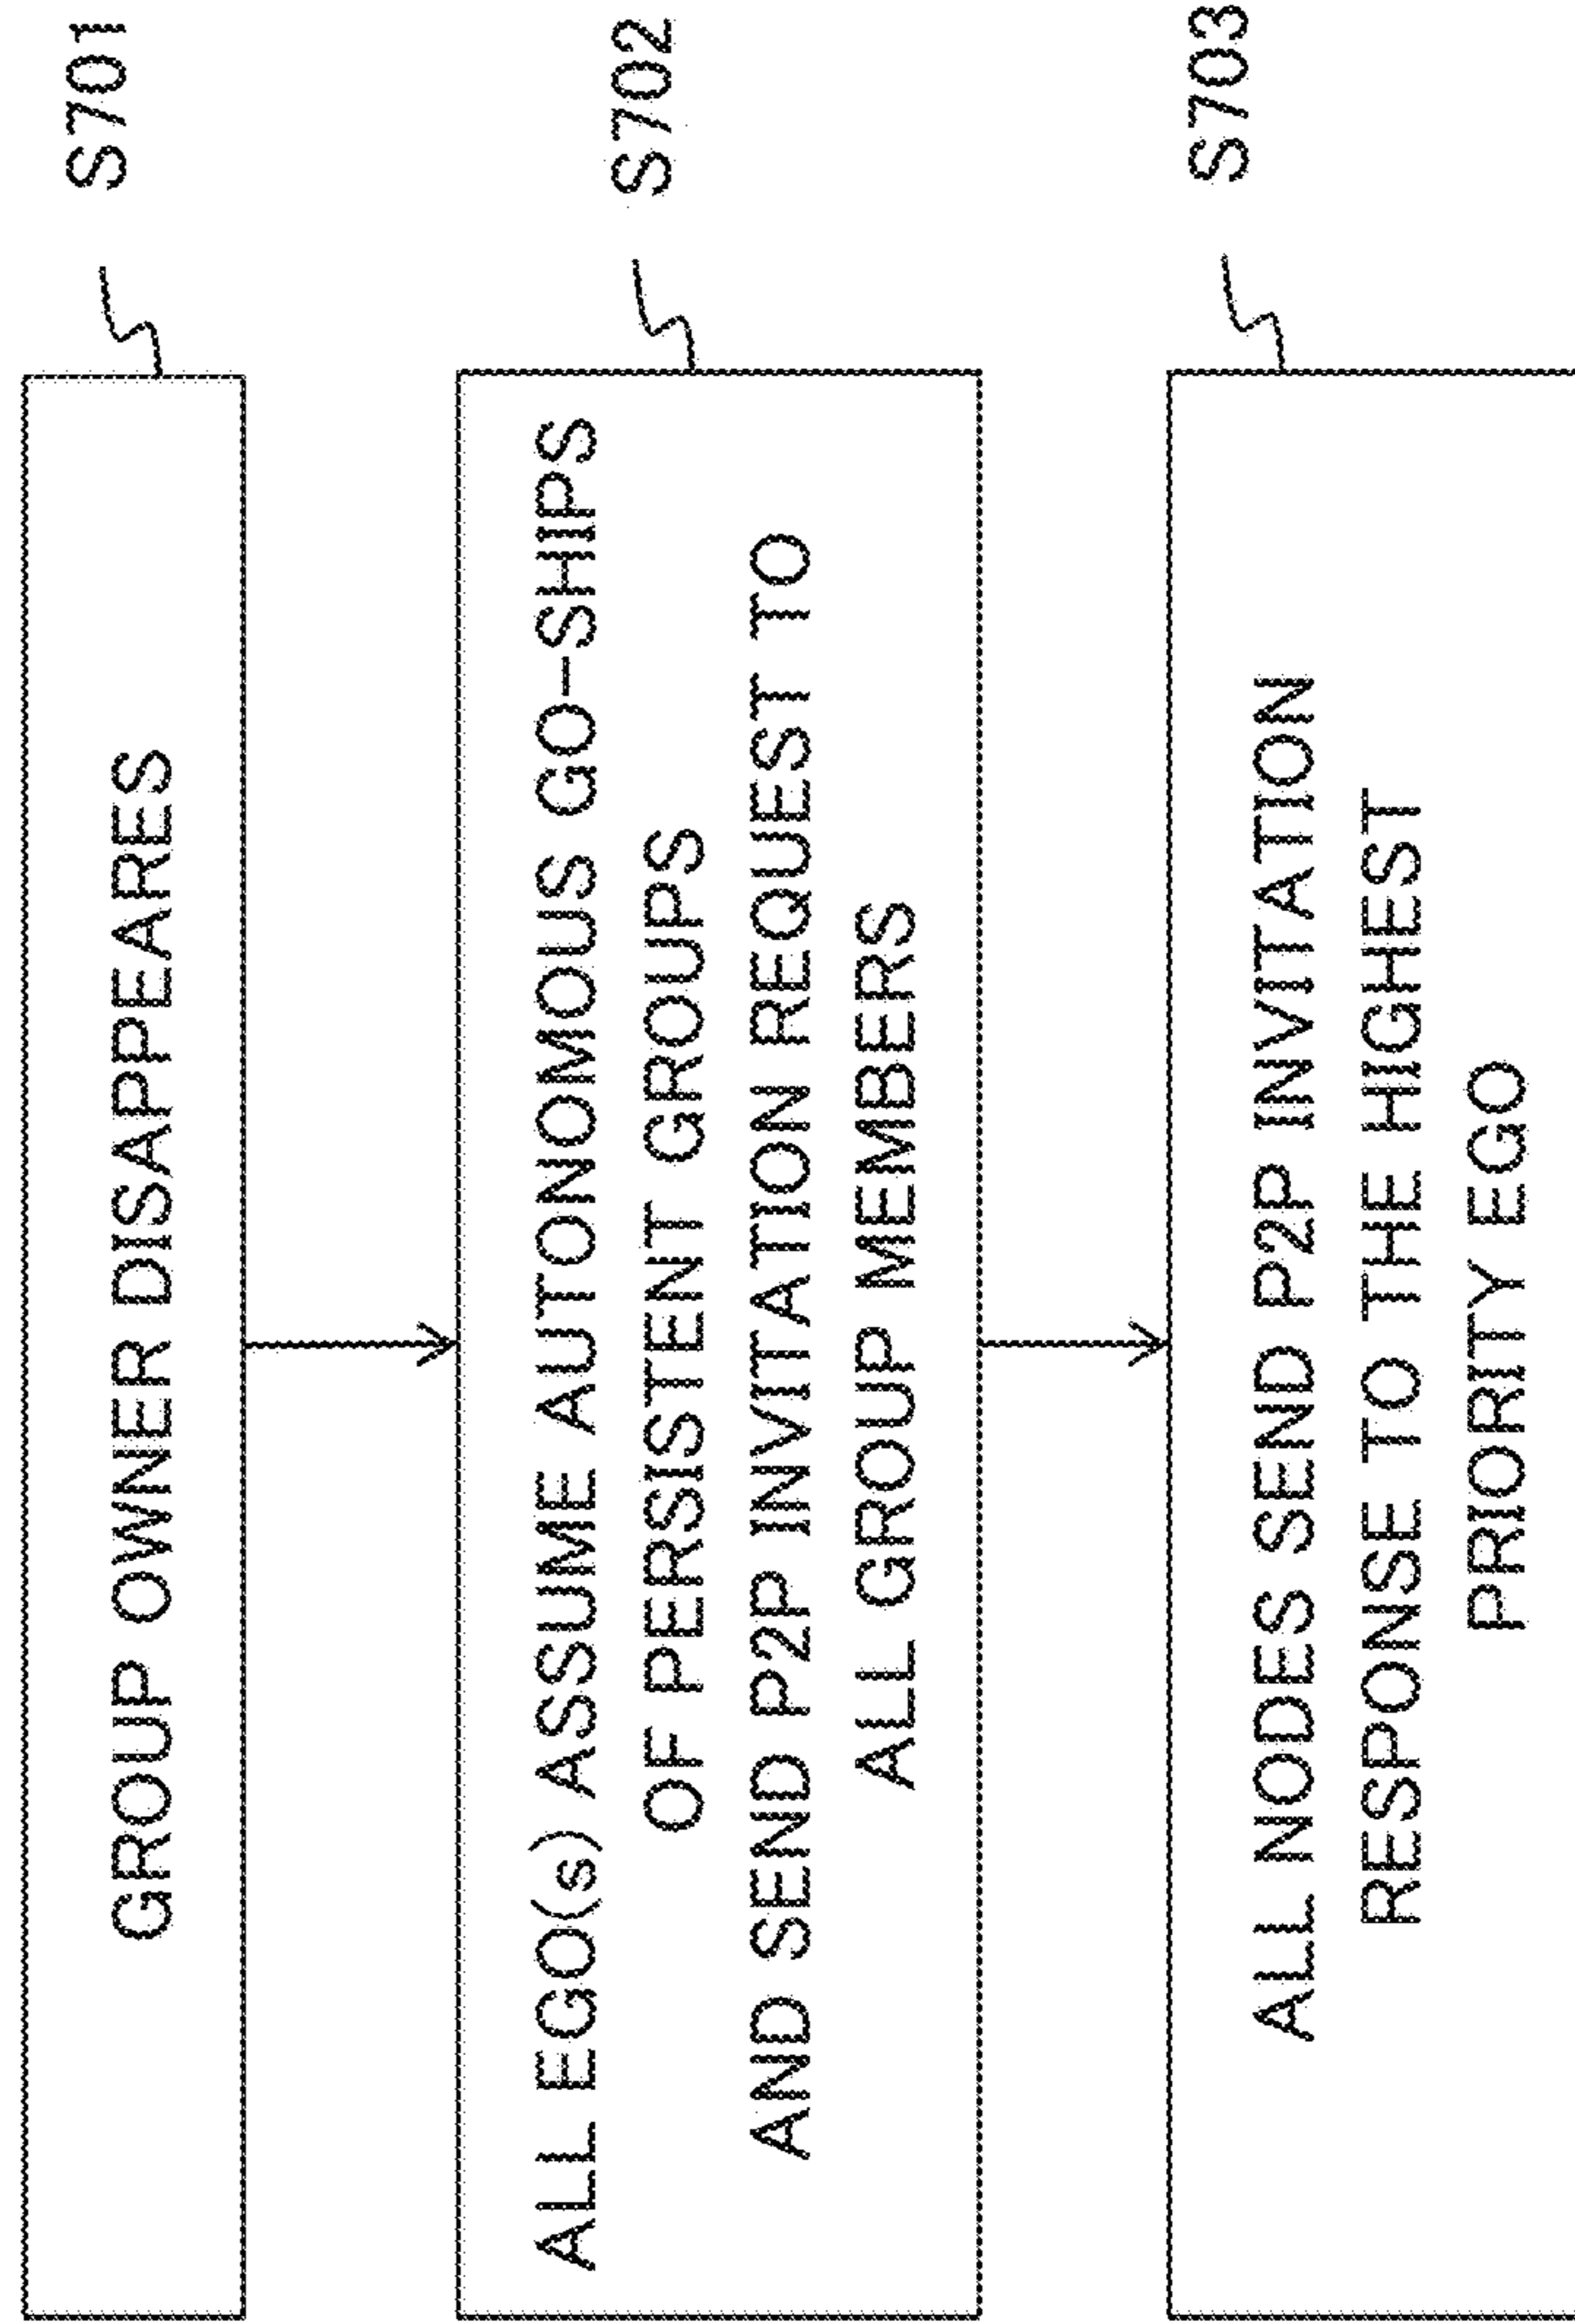 GROUP OWNER DISAPPEARES
S701
ALL EGO(s) ASSUME AUTONOMOUS GO-SHIPS
OF PERSISTENT GROUPS
AND SEND P2P INVITATION REQUEST TO
ALL GROUP MEMBERS
S702
ALL NODES SEND P2P INVITATION
RESPONSE TO THE HIGHEST
PRIORITY EGO
S703